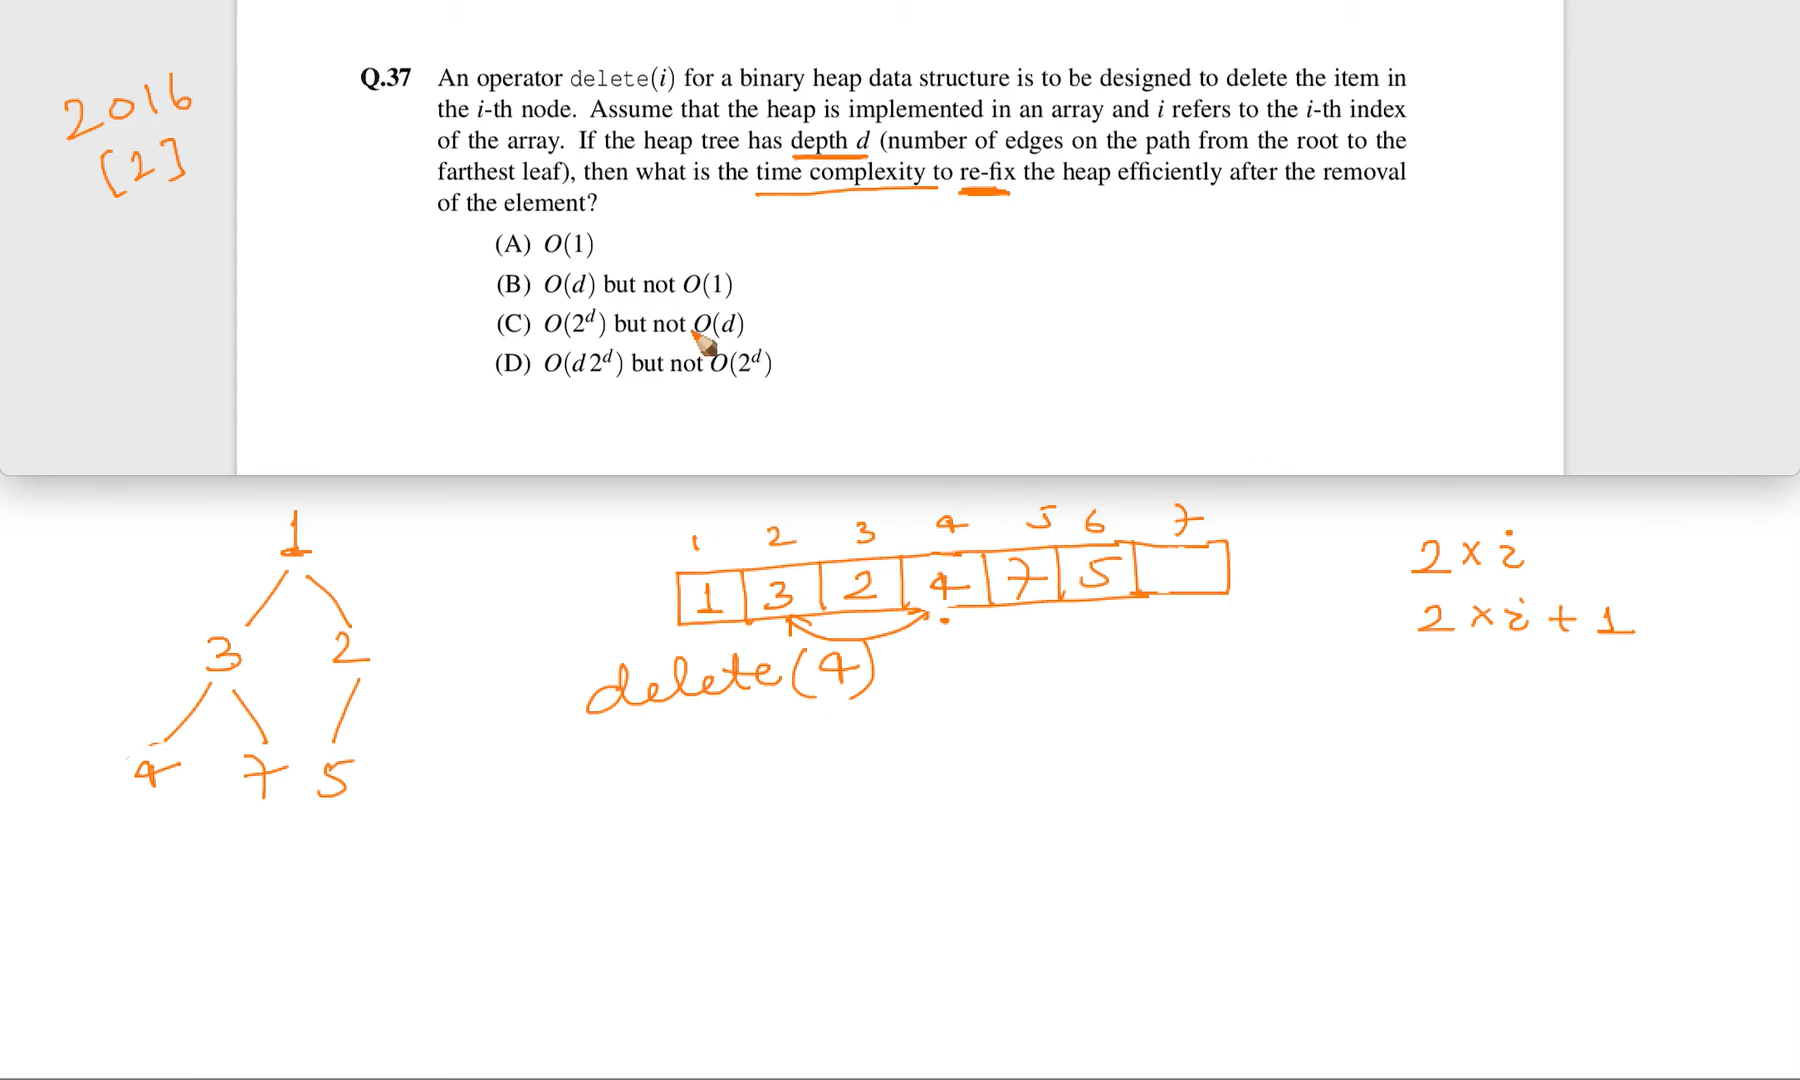 2016
[2]
Q.37 An operator delete(i) for a binary heap data structure is to be designed to delete the item in
the i-th node. Assume that the heap is implemented in an array and i refers to the i-th index
of the array. If the heap tree has depth d (number of edges on the path from the root to the
farthest leaf), then what is the time complexity to re-fix the heap efficiently after the removal
of the element?
(A) O(1)
(B) O(d) but not O(1)
(C) O(2^d) but not O(d)
(D) O(d 2^d) but not O(2^d)
1
3 2
4 7 5
1 2 3 4 5 6 7
1 3 2 4 7 5
delete(4)
2 × i
2 × i + 1